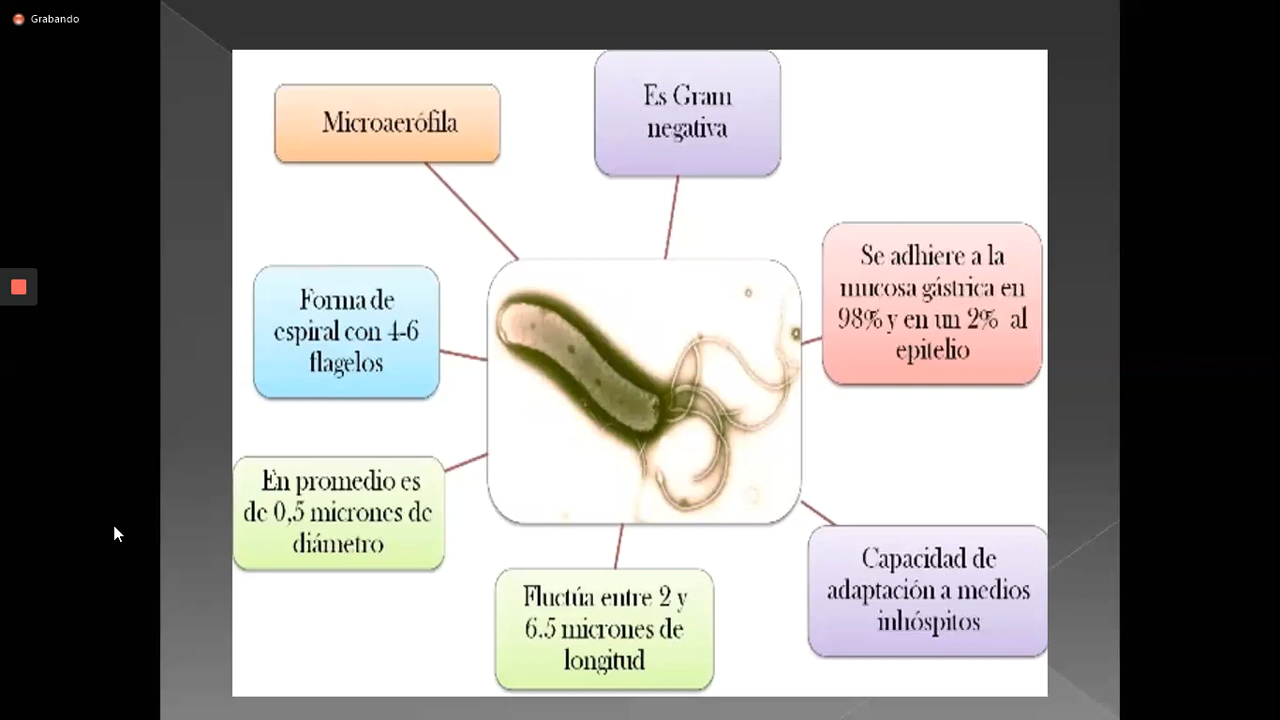 Grabando
Microaerófila
Es Gram
negativa
Se adhiere a la
mucosa gástrica en
98% y en un 2% al
epitelio
Forma de
espiral con 4-6
flagelos
En promedio es
de 0,5 micrones de
diámetro
Fluctúa entre 2 y
6.5 micrones de
longitud
Capacidad de
adaptación a medios
inhóspitos